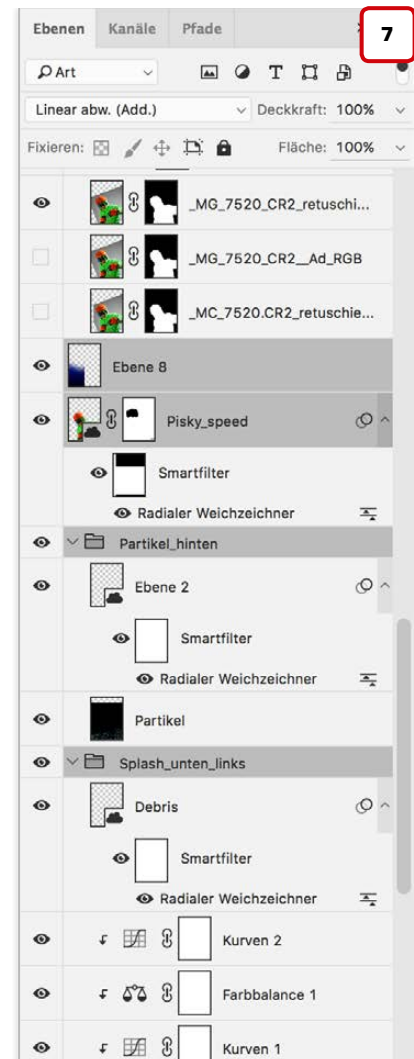 Ebenen Kanäle Pfade
7
Art
T
Linear abw. (Add.) Deckkraft: 100%
Fixieren: Fläche: 100%
_MG_7520_CR2_retuschi...
_MG_7520_CR2__Ad_RGB
_MC_7520.CR2_retuschie...
Ebene 8
Pisky_speed
Smartfilter
Radialer Weichzeichner
Partikel_hinten
Ebene 2
Smartfilter
Radialer Weichzeichner
Partikel
Splash_unten_links
Debris
Smartfilter
Radialer Weichzeichner
Kurven 2
Farbbalance 1
Kurven 1